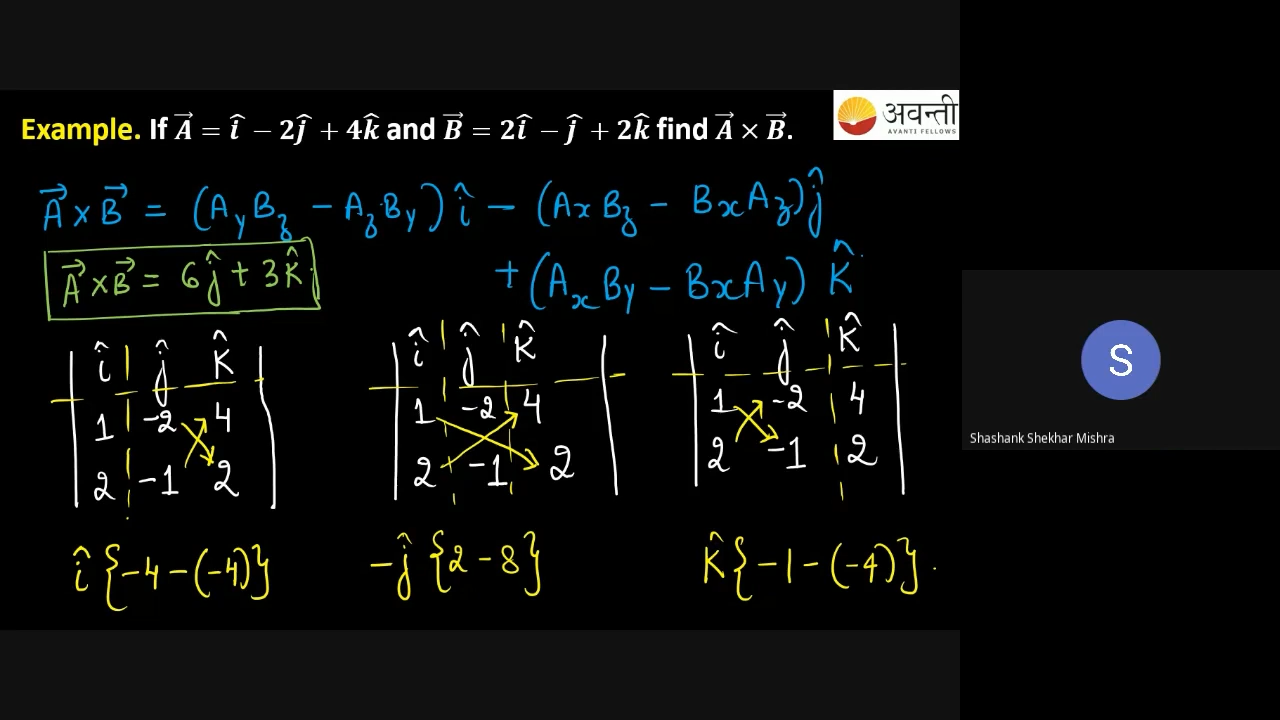 Example. If A⃗ = î − 2ĵ + 4k̂ and B⃗ = 2î − ĵ + 2k̂ find A⃗ × B⃗.
अवन्ती
AVANTI FELLOWS
A⃗ × B⃗ = (AyBz − AzBy) î − (AxBz − BxAz) ĵ
+ (AxBy − BxAy) K̂
A⃗ × B⃗ = 6ĵ + 3K̂
î ĵ K̂
1 -2 4
2 -1 2
î ĵ K̂
1 -2 4
2 -1 2
î ĵ K̂
1 -2 4
2 -1 2
î {-4 - (-4)}
-ĵ {2 - 8}
K̂ {-1 - (-4)}.
S
Shashank Shekhar Mishra